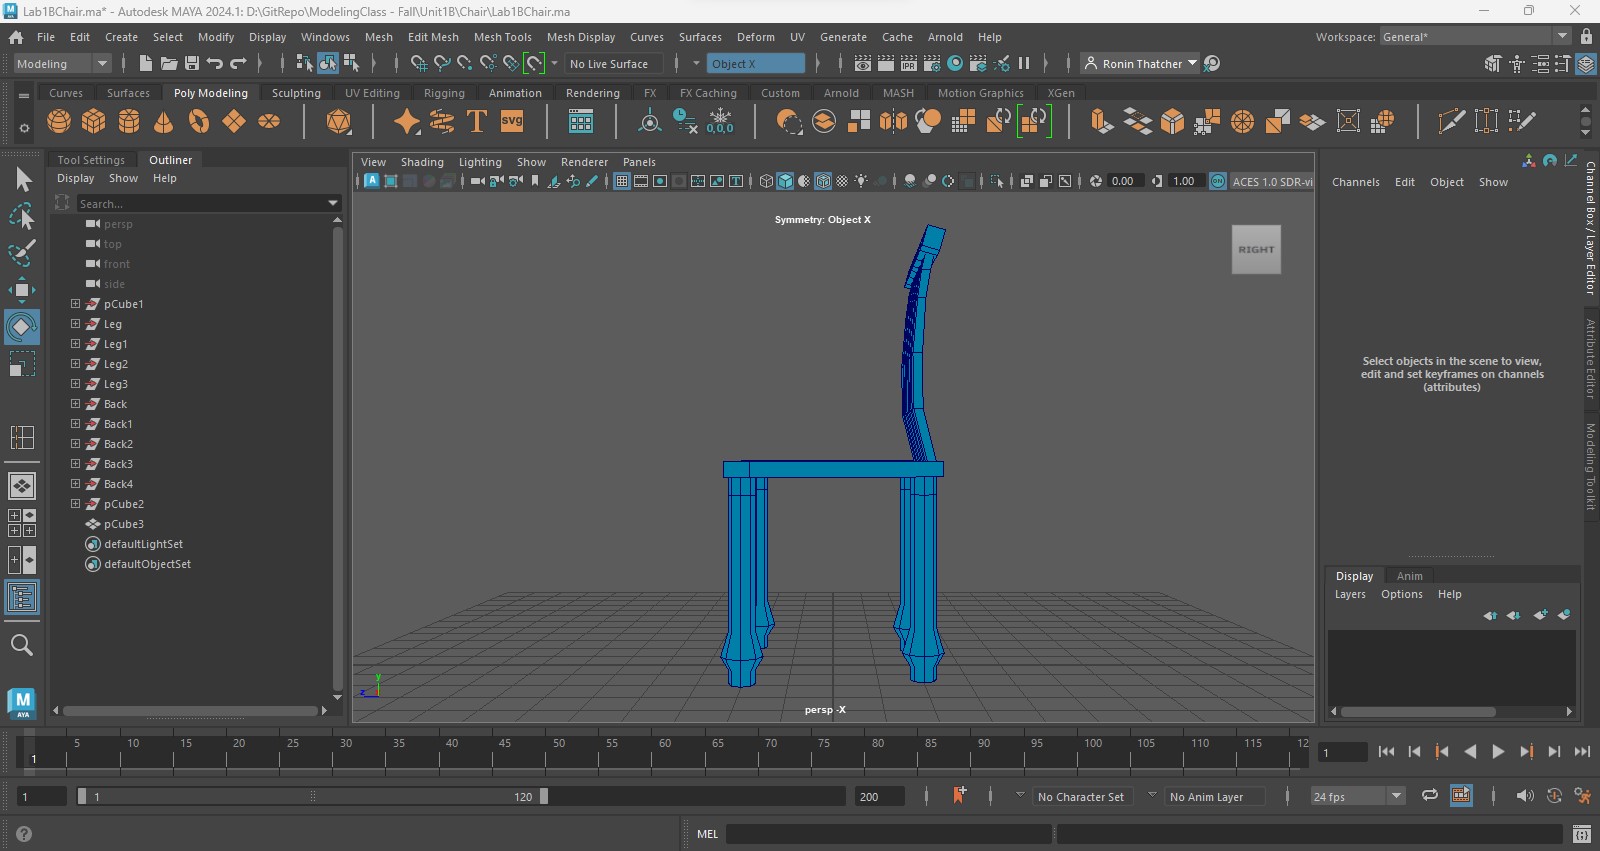 Lab1BChair.ma* - Autodesk MAYA 2024.1: D:\GitRepo\ModelingClass - Fall\Unit1B\Chair\Lab1BChair.ma
File Edit Create Select Modify Display Windows Mesh Edit Mesh Mesh Tools Mesh Display Curves Surfaces Deform UV Generate Cache Arnold Help Workspace: General*
Modeling No Live Surface Object X Ronin Thatcher
Curves Surfaces Poly Modeling Sculpting UV Editing Rigging Animation Rendering FX FX Caching Custom Arnold MASH Motion Graphics XGen
T SVG 0,0,0
Tool Settings Outliner
Display Show Help
Search...
persp
top
front
side
pCube1
Leg
Leg1
Leg2
Leg3
Back
Back1
Back2
Back3
Back4
pCube2
pCube3
defaultLightSet
defaultObjectSet
View Shading Lighting Show Renderer Panels
0.00 1.00 ON ACES 1.0 SDR-vi
Symmetry: Object X
RIGHT
y
z
persp -X
Channels Edit Object Show
Select objects in the scene to view,
edit and set keyframes on channels
(attributes)
Channel Box / Layer Editor
Attribute Editor
Modeling Toolkit
Display Anim
Layers Options Help
M
AYA
5 10 15 20 25 30 35 40 45 50 55 60 65 70 75 80 85 90 95 100 105 110 115 12
1 1
1 1 120 200 No Character Set No Anim Layer 24 fps
MEL